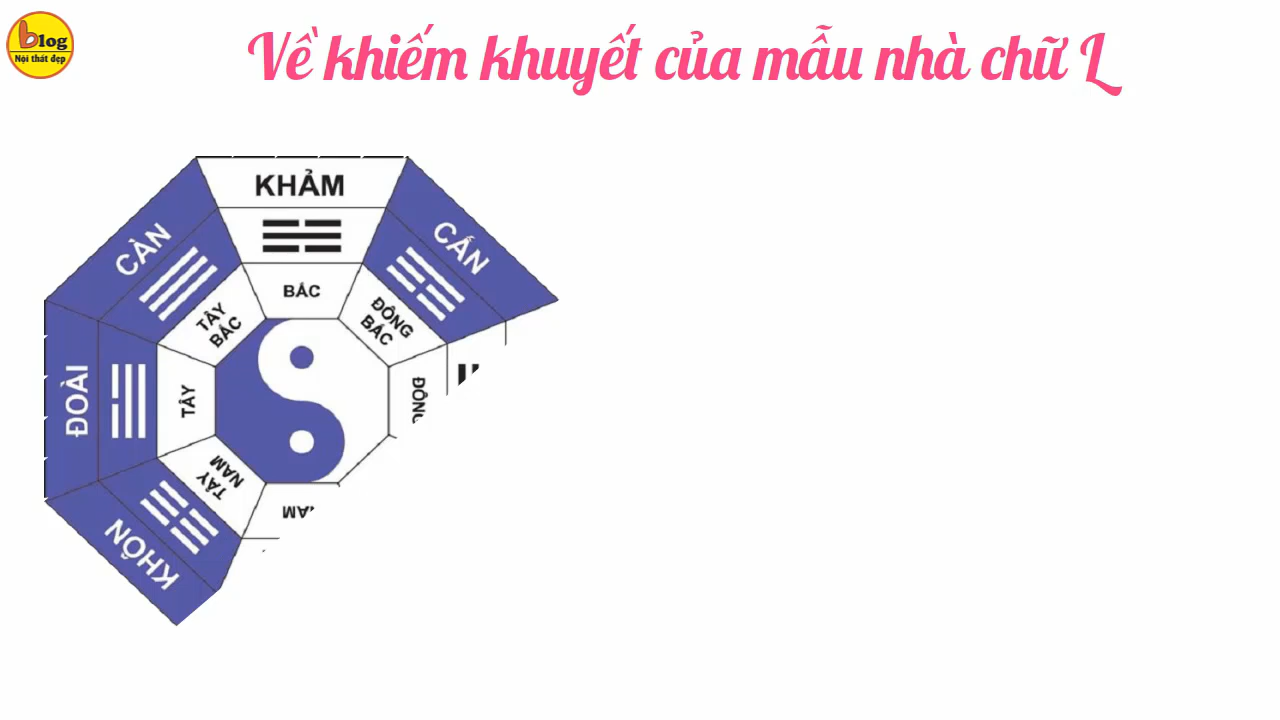 blog
Nội thất đẹp
Về khiếm khuyết của mẫu nhà chữ L
KHẢM
CÀN
CẤN
BẮC
TÂY
BẮC
ĐÔNG
BẮC
ĐOÀI
TÂY
TÂY
NAM
KHÔN